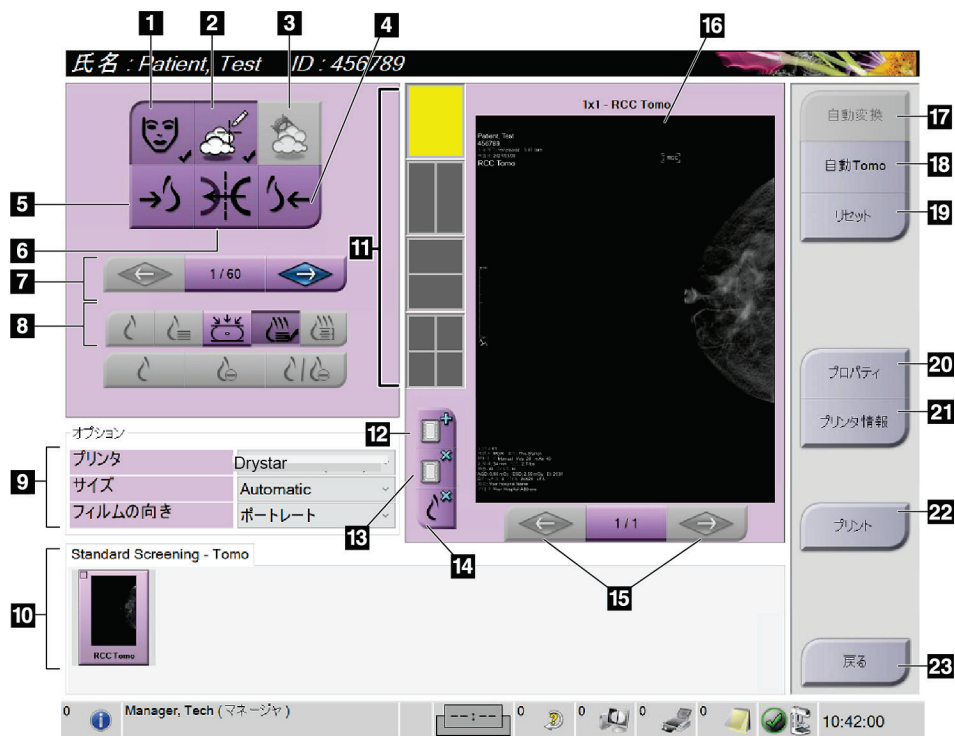 1
2
3
4
16
氏名 : Patient, Test ID : 456789
1x1 - RCC Tomo
Patient, Test
456789
RCC Tomo
RCC
自動変換
17
自動Tomo
18
リセット
19
5
6
11
7
1/60
8
プロパティ
20
プリンタ情報
21
12
オプション
9
プリンタ
Drystar
サイズ
Automatic
フィルムの向き
ポートレート
13
14
1/1
15
プリント
22
Standard Screening - Tomo
10
RCC Tomo
戻る
23
0
Manager, Tech (マネージャ)
--:--
0
0
0
0
10:42:00